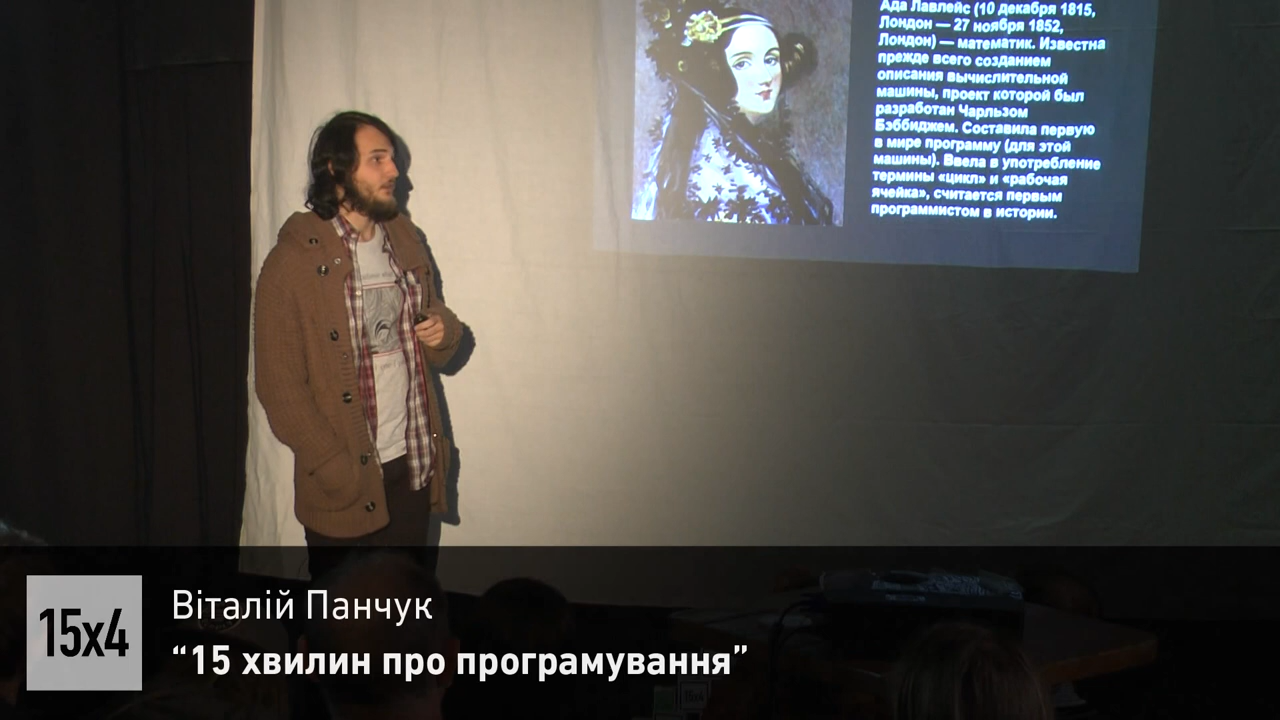 Ада Лавлейс (10 декабря 1815,
Лондон — 27 ноября 1852,
Лондон) — математик. Известна
прежде всего созданием
описания вычислительной
машины, проект которой был
разработан Чарльзом
Бэббиджем. Составила первую
в мире программу (для этой
машины). Ввела в употребление
термины «цикл» и «рабочая
ячейка», считается первым
программистом в истории.
15x4
Віталій Панчук
“15 хвилин про програмування”